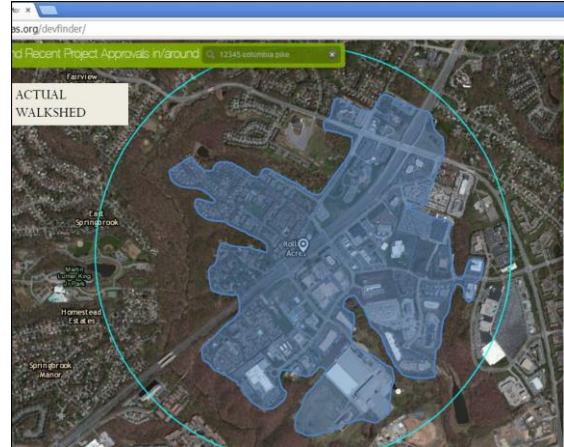 as.org/devfinder/
nd Recent Project Approvals in/around 12345 columbia pike
Fairview
ACTUAL
WALKSHED
East
Springbrook
Martin
Luther King
Jr Park
Homestead
Estates
Springbrook
Manor